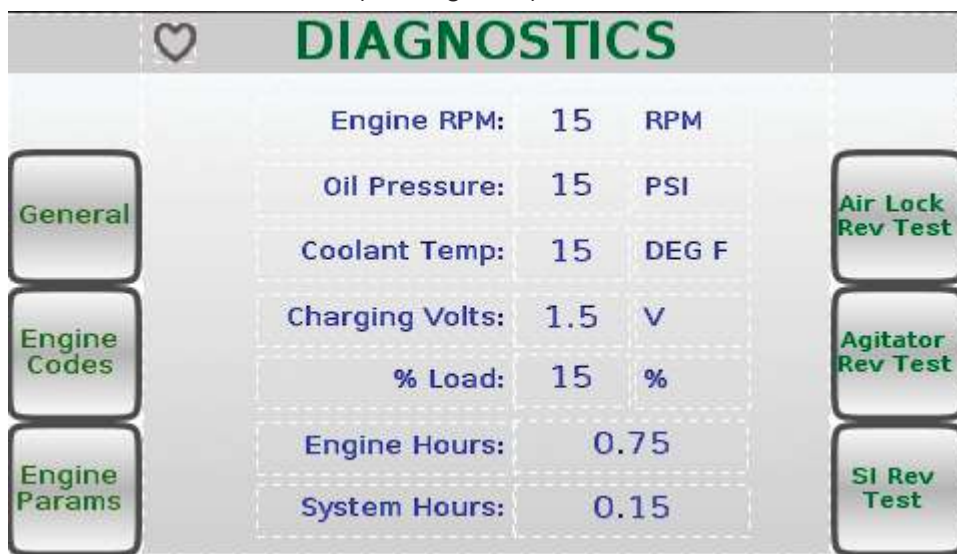 DIAGNOSTICS
Engine RPM: 15 RPM
Oil Pressure: 15 PSI
General
Air Lock
Rev Test
Coolant Temp: 15 DEG F
Charging Volts: 1.5 V
Engine
Codes
Agitator
Rev Test
% Load: 15 %
Engine Hours: 0.75
Engine
Params
SI Rev
Test
System Hours: 0.15